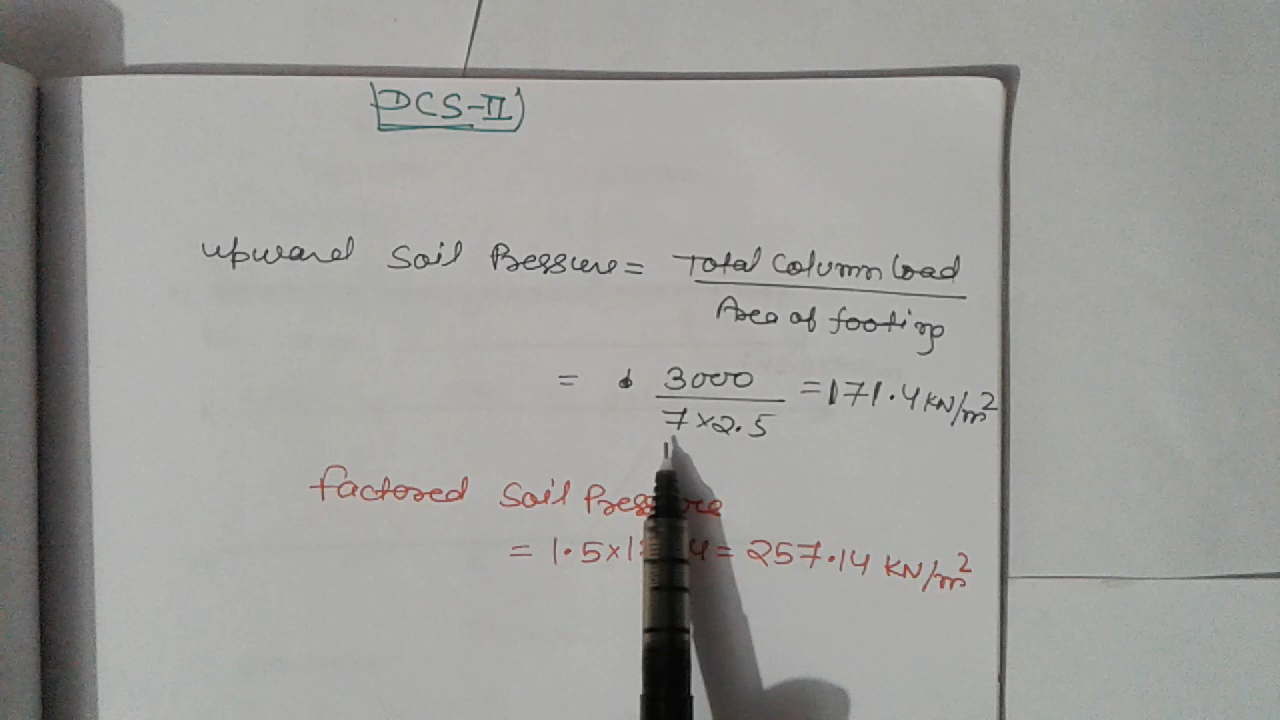 DCS-II
upward Soil Pressure = Total Column Load
Area of footing
= 3000 = 171.4 KN/m²
7×2.5
factored Soil Pressure
= 1.5×1 4 = 257.14 KN/m²